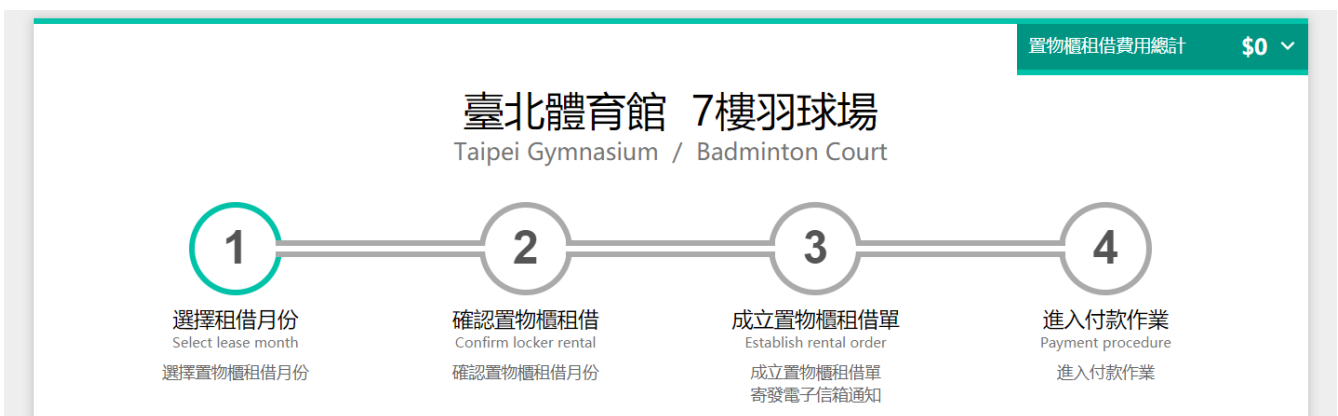 置物櫃租借費用總計 $0
臺北體育館 7樓羽球場
Taipei Gymnasium / Badminton Court
1 2 3 4
選擇租借月份 確認置物櫃租借 成立置物櫃租借單 進入付款作業
Select lease month Confirm locker rental Establish rental order Payment procedure
選擇置物櫃租借月份 確認置物櫃租借月份 成立置物櫃租借單 進入付款作業
寄發電子信箱通知